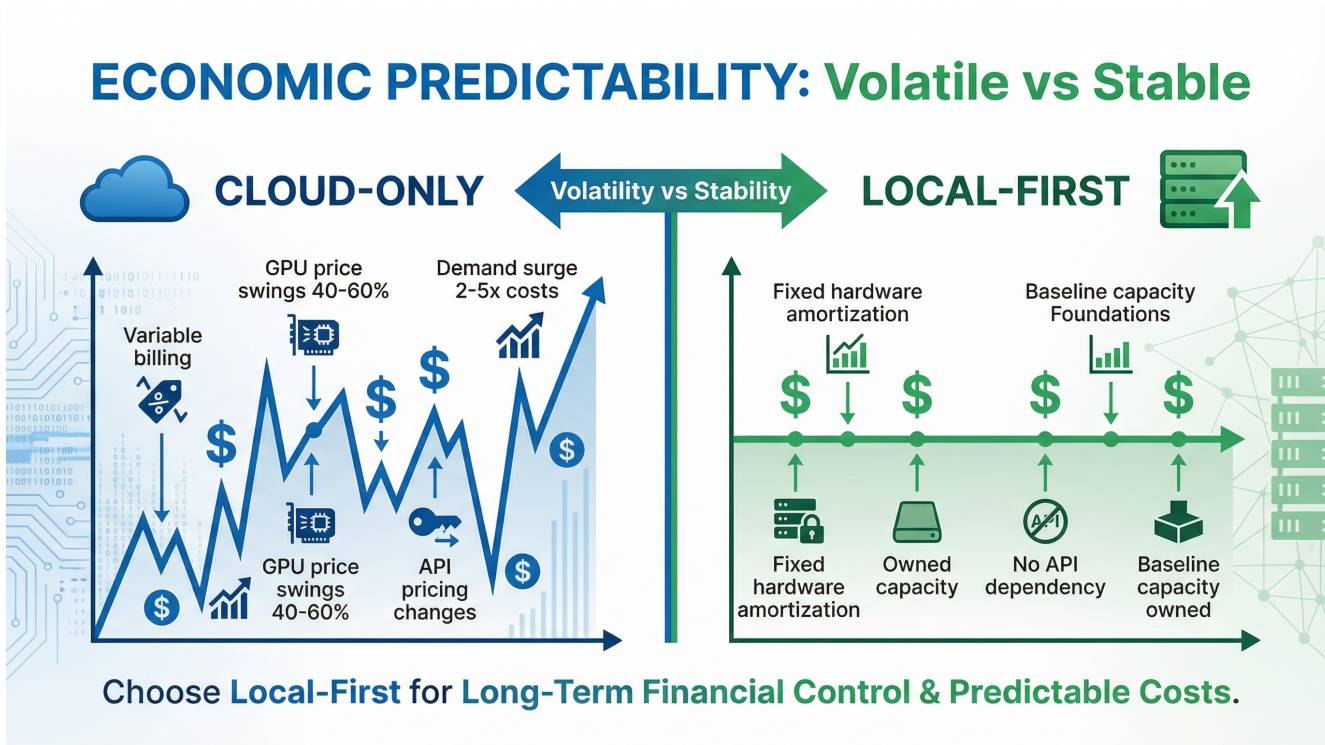 ECONOMIC PREDICTABILITY: Volatile vs Stable
CLOUD-ONLY
Volatility vs Stability
LOCAL-FIRST
GPU price
swings 40-60%
Demand surge
2-5x costs
Variable
billing
%
$
$
$
$
$
$
GPU price
swings
40-60%
API
pricing
changes
Fixed hardware
amortization
Baseline capacity
Foundations
$
$
$
$
API
Fixed
hardware
amortization
Owned
capacity
No API
dependency
Baseline
capacity
owned
Choose Local-First for Long-Term Financial Control & Predictable Costs.